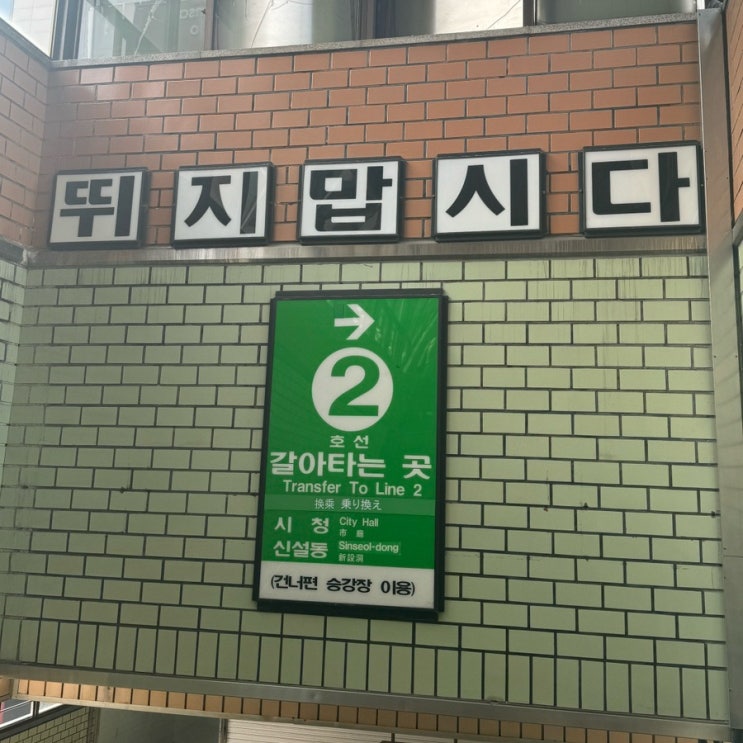 뛰지맙시다
→
2
호선
갈아타는 곳
Transfer To Line 2
换乘 乗り換え
시청 City Hall
市廳
신설동 Sinseol-dong
新設洞
(건너편 승강장 이용)